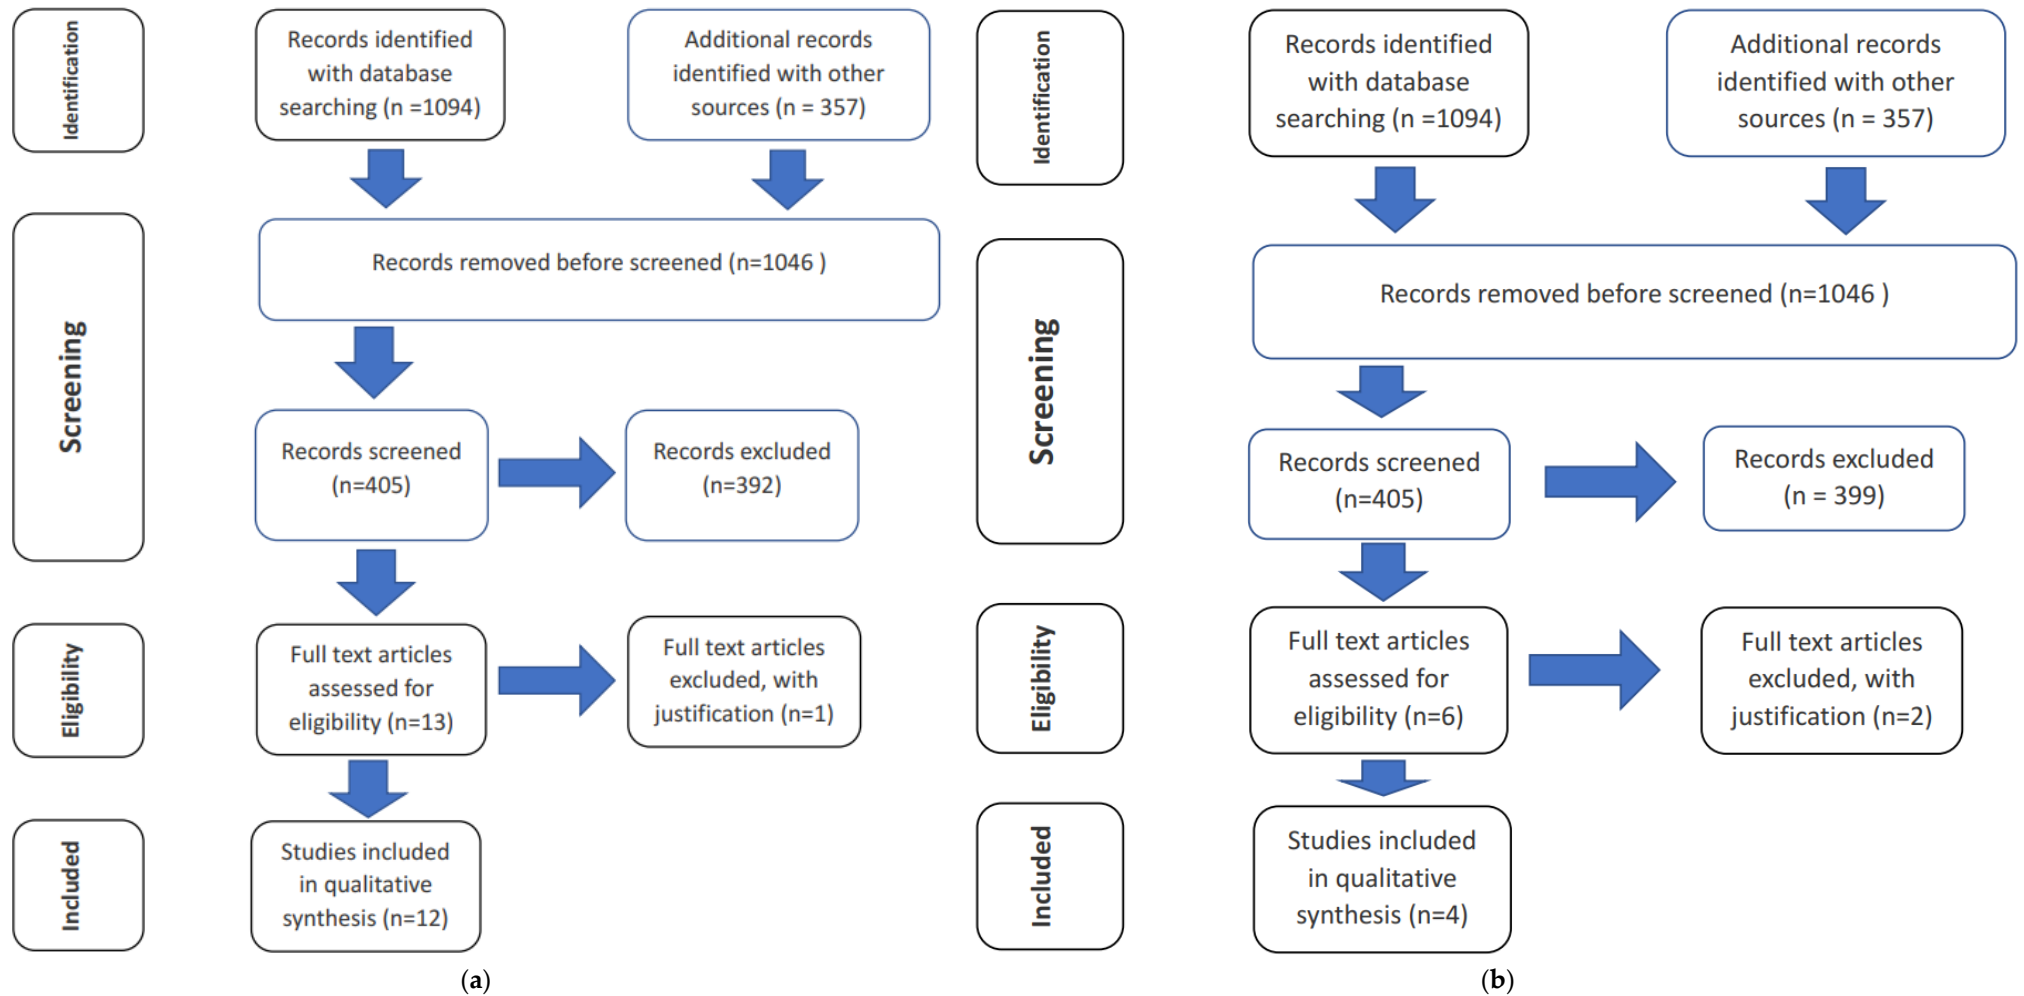 Identification
Records identified
with database
searching (n =1094)
Additional records
identified with other
sources (n = 357)
Screening
Records removed before screened (n=1046 )
Records screened
(n=405)
Records excluded
(n=392)
Eligibility
Full text articles
assessed for
eligibility (n=13)
Full text articles
excluded, with
justification (n=1)
Included
Studies included
in qualitative
synthesis (n=12)
(a)
Identification
Records identified
with database
searching (n =1094)
Additional records
identified with other
sources (n = 357)
Screening
Records removed before screened (n=1046 )
Records screened
(n=405)
Records excluded
(n = 399)
Eligibility
Full text articles
assessed for
eligibility (n=6)
Full text articles
excluded, with
justification (n=2)
Included
Studies included
in qualitative
synthesis (n=4)
(b)